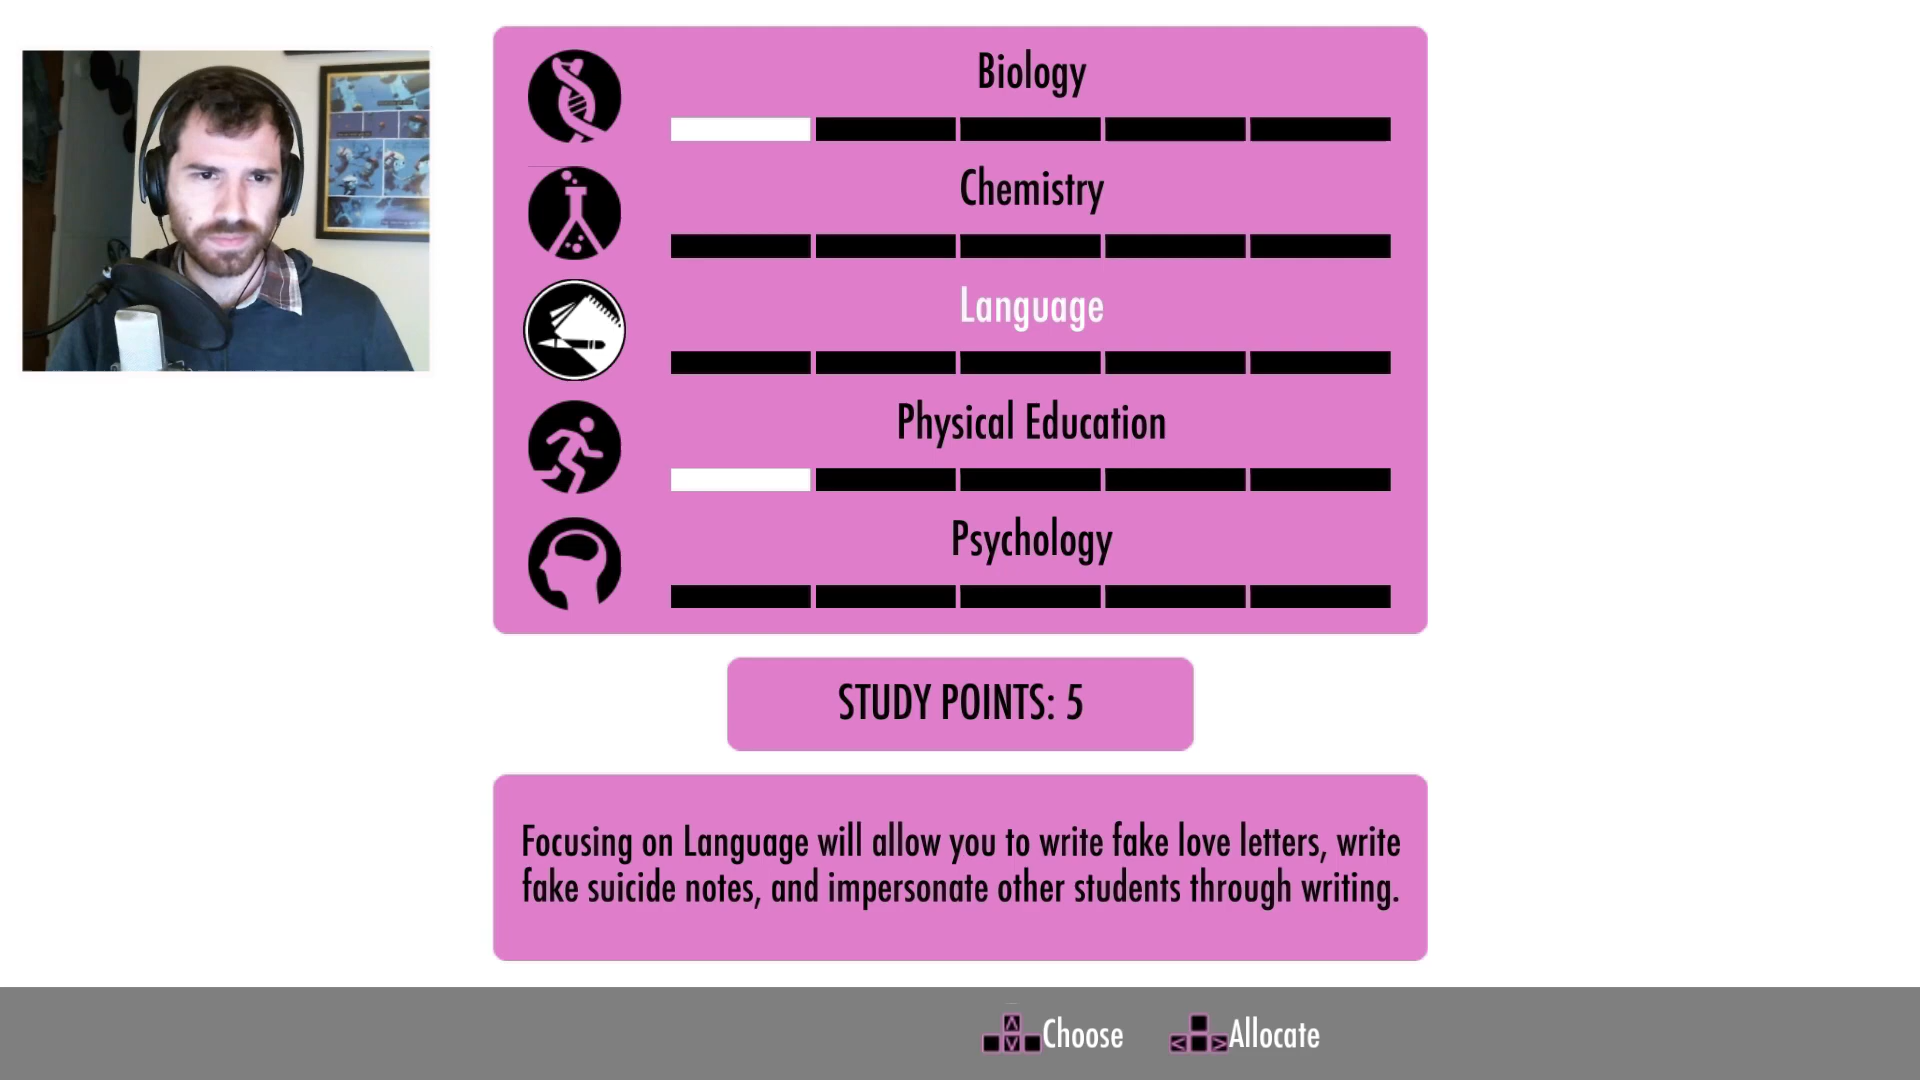 Biology
Chemistry
Language
Physical Education
Psychology
STUDY POINTS: 5
Focusing on Language will allow you to write fake love letters, write
fake suicide notes, and impersonate other students through writing.
Choose
Allocate